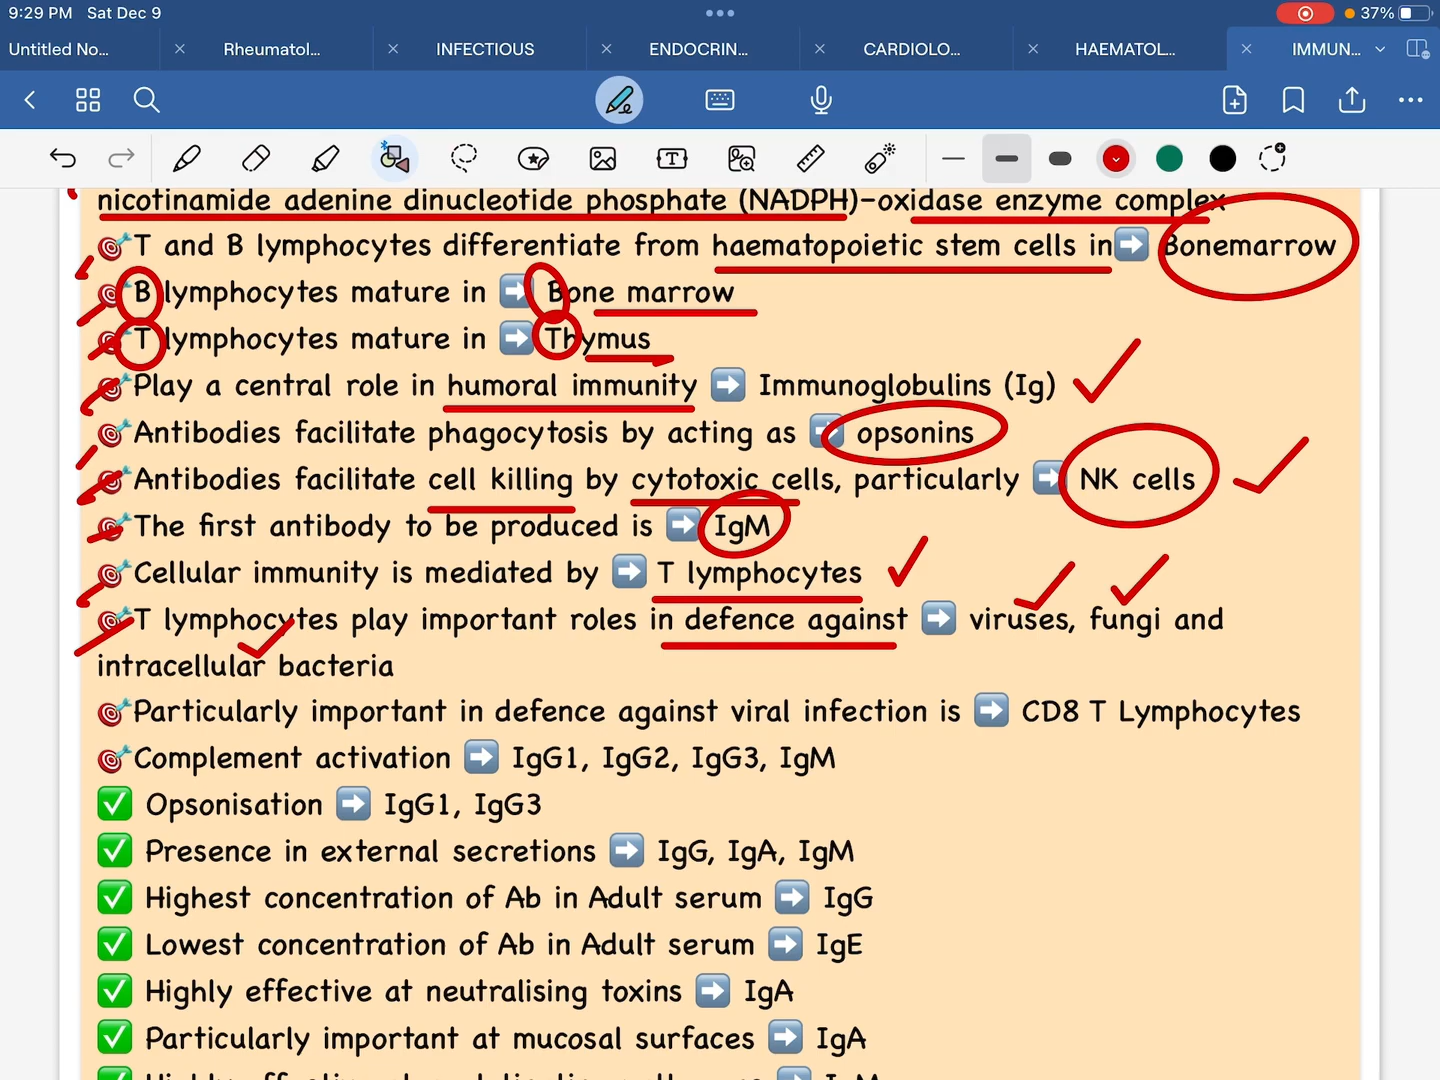 9:29 PM Sat Dec 9
37%
Untitled No...
Rheumatol...
INFECTIOUS
ENDOCRIN...
CARDIOLO...
HAEMATOL...
IMMUN...
nicotinamide adenine dinucleotide phosphate (NADPH)-oxidase enzyme complex
🎯T and B lymphocytes differentiate from haematopoietic stem cells in➡️ Bonemarrow
🎯B lymphocytes mature in ➡️ Bone marrow
🎯T lymphocytes mature in ➡️ Thymus
🎯Play a central role in humoral immunity ➡️ Immunoglobulins (Ig)
🎯Antibodies facilitate phagocytosis by acting as ➡️ opsonins
🎯Antibodies facilitate cell killing by cytotoxic cells, particularly ➡️ NK cells
🎯The first antibody to be produced is ➡️ IgM
🎯Cellular immunity is mediated by ➡️ T lymphocytes
🎯T lymphocytes play important roles in defence against ➡️ viruses, fungi and
intracellular bacteria
🎯Particularly important in defence against viral infection is ➡️ CD8 T Lymphocytes
🎯Complement activation ➡️ IgG1, IgG2, IgG3, IgM
✅ Opsonisation ➡️ IgG1, IgG3
✅ Presence in external secretions ➡️ IgG, IgA, IgM
✅ Highest concentration of Ab in Adult serum ➡️ IgG
✅ Lowest concentration of Ab in Adult serum ➡️ IgE
✅ Highly effective at neutralising toxins ➡️ IgA
✅ Particularly important at mucosal surfaces ➡️ IgA